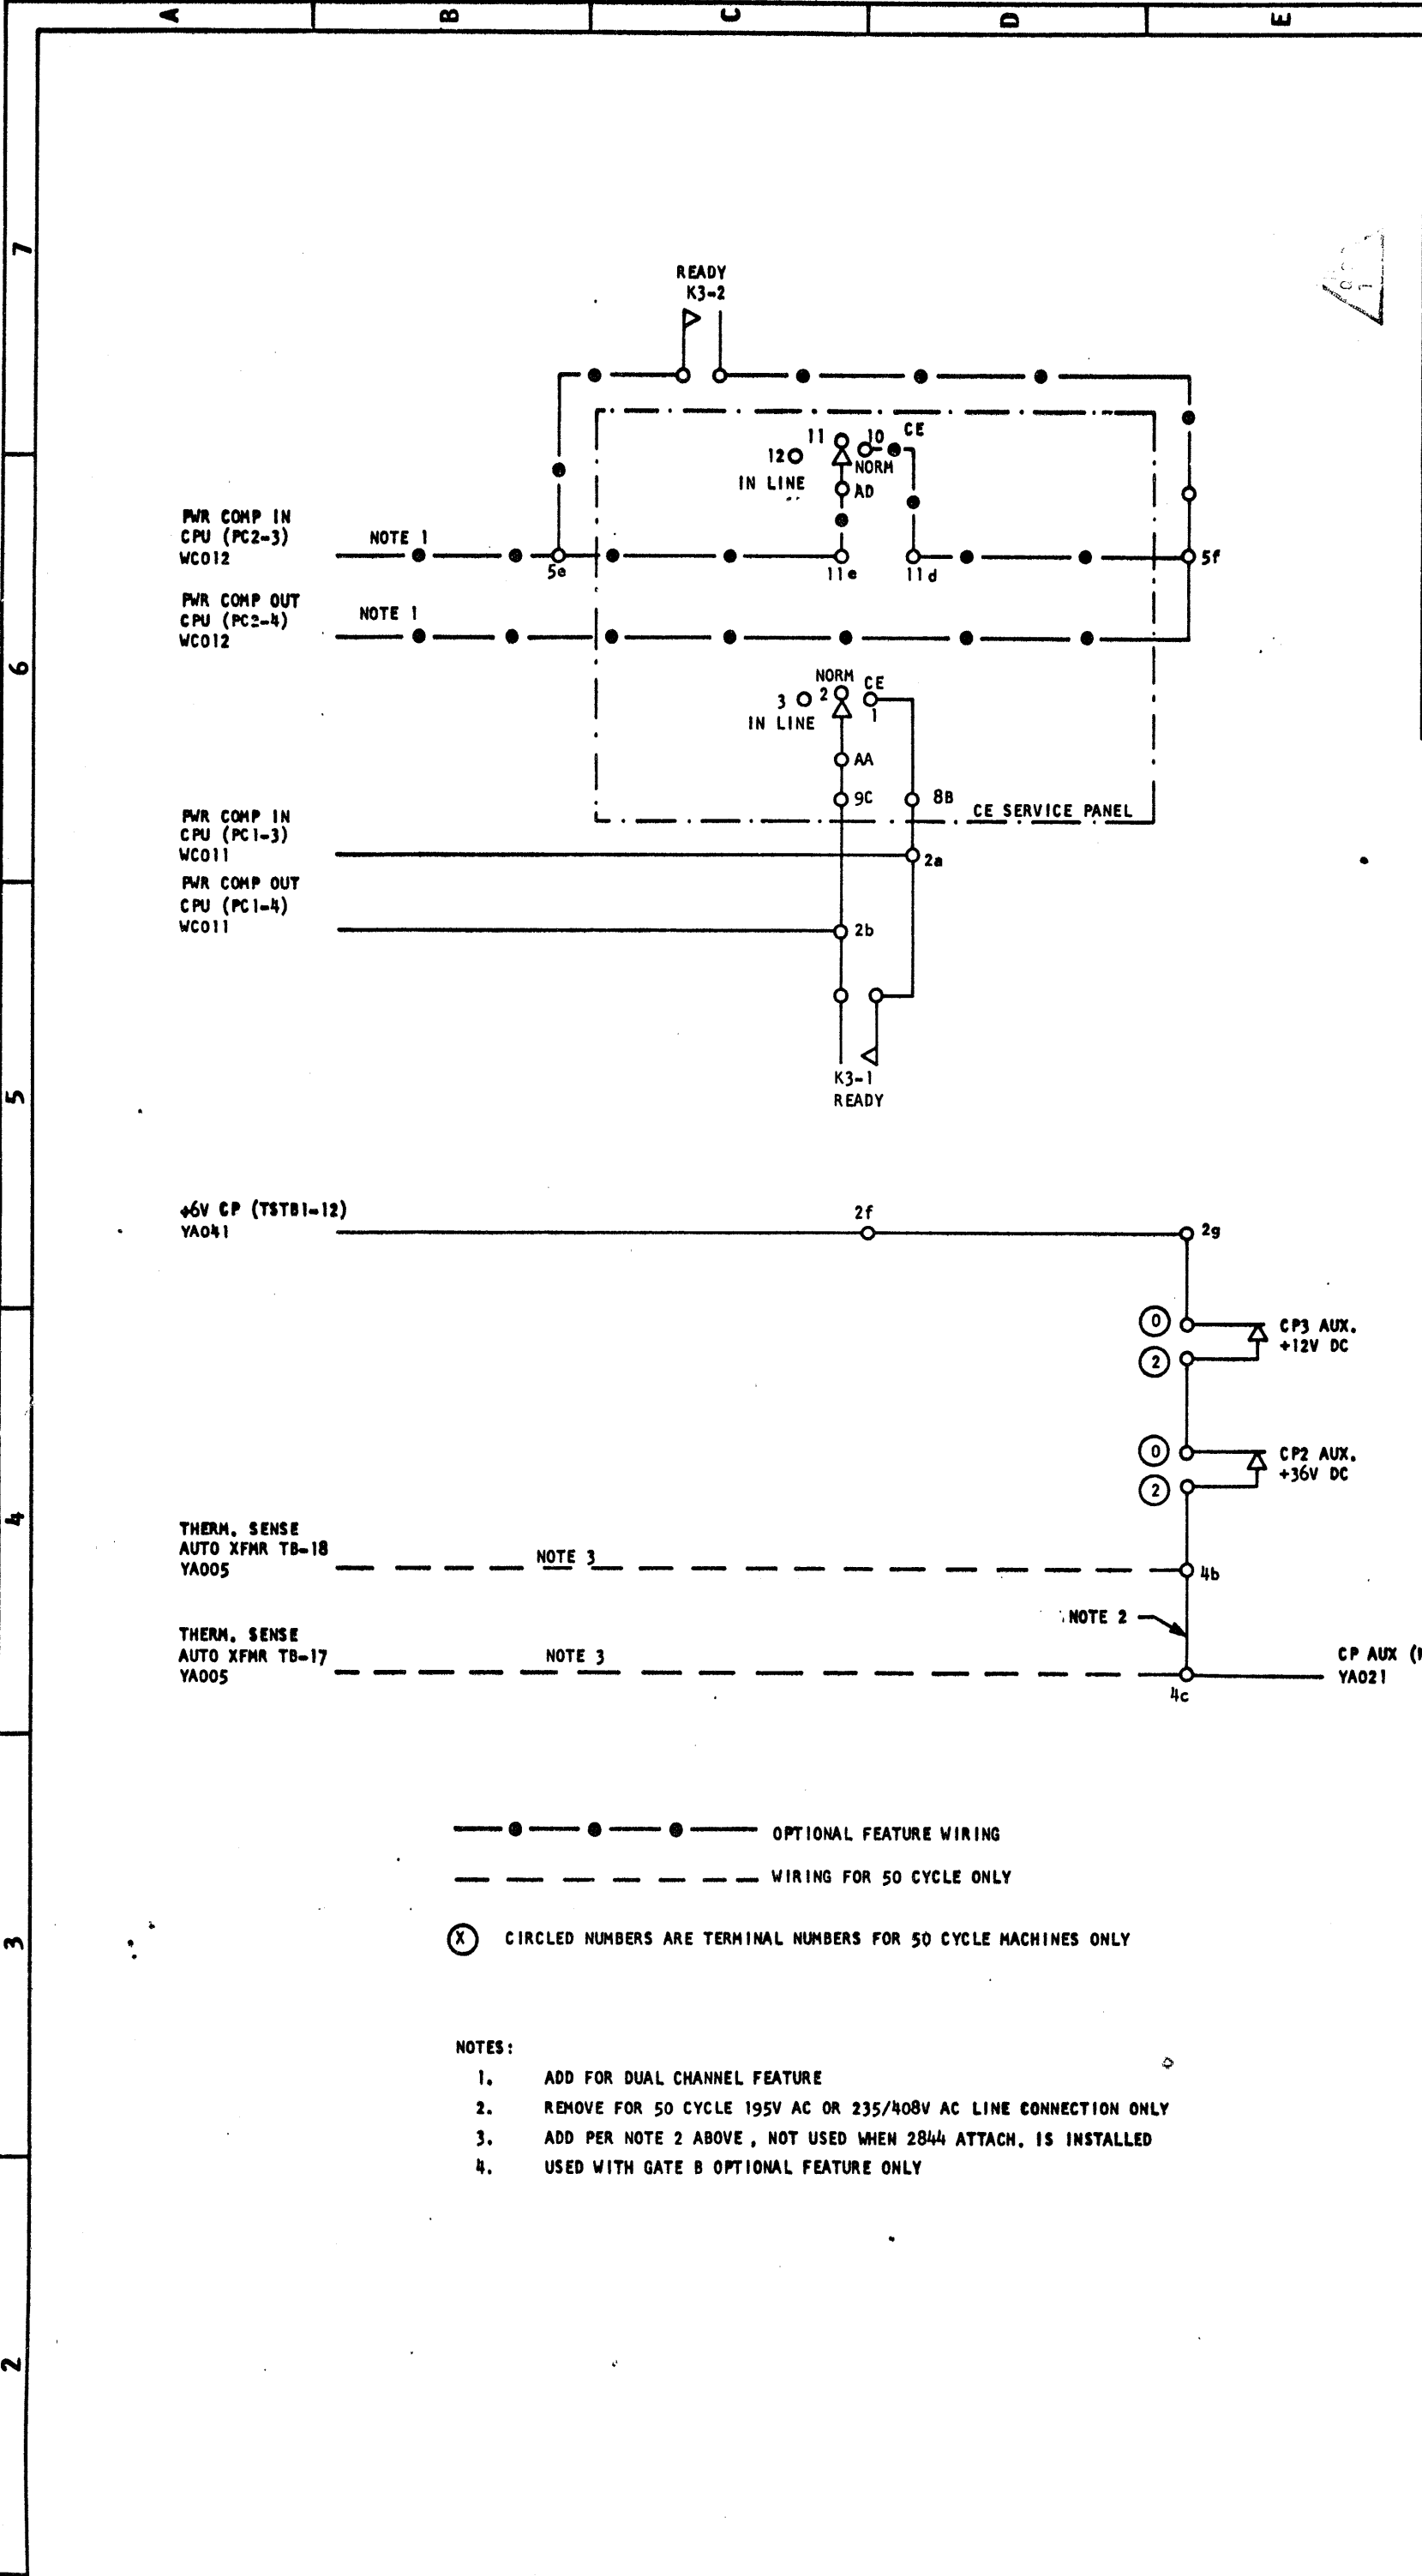 A
B
C
D
E
7
READY
K3-2
11
10
CE
12
NORM
IN LINE
AD
PWR COMP IN
CPU (PC2-3)
WC012
NOTE 1
5e
11e
11d
5f
PWR COMP OUT
CPU (PC2-4)
WC012
NOTE 1
6
NORM
CE
3
2
1
IN LINE
AA
9C
8B
CE SERVICE PANEL
PWR COMP IN
CPU (PC1-3)
WC011
2a
PWR COMP OUT
CPU (PC1-4)
WC011
2b
K3-1
READY
5
+6V CP (TSTB1-12)
YA041
2f
2g
0
CP3 AUX.
+12V DC
2
0
CP2 AUX.
+36V DC
2
4
THERM. SENSE
AUTO XFMR TB-18
YA005
NOTE 3
4b
NOTE 2
THERM. SENSE
AUTO XFMR TB-17
YA005
NOTE 3
4c
CP AUX (
YA021
OPTIONAL FEATURE WIRING
WIRING FOR 50 CYCLE ONLY
X CIRCLED NUMBERS ARE TERMINAL NUMBERS FOR 50 CYCLE MACHINES ONLY
3
NOTES:
1. ADD FOR DUAL CHANNEL FEATURE
2. REMOVE FOR 50 CYCLE 195V AC OR 235/408V AC LINE CONNECTION ONLY
3. ADD PER NOTE 2 ABOVE , NOT USED WHEN 2844 ATTACH. IS INSTALLED
4. USED WITH GATE B OPTIONAL FEATURE ONLY
2